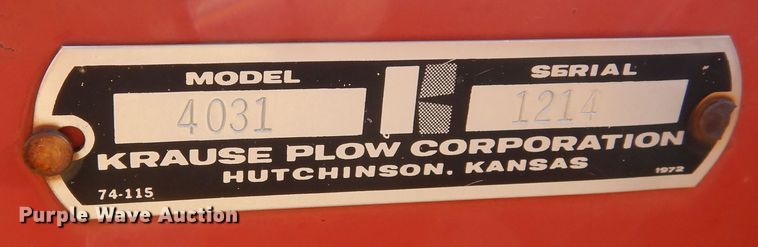 MODEL SERIAL
4031 1214
KRAUSE PLOW CORPORATION
HUTCHINSON, KANSAS
74-115 1972
Purple Wave Auction